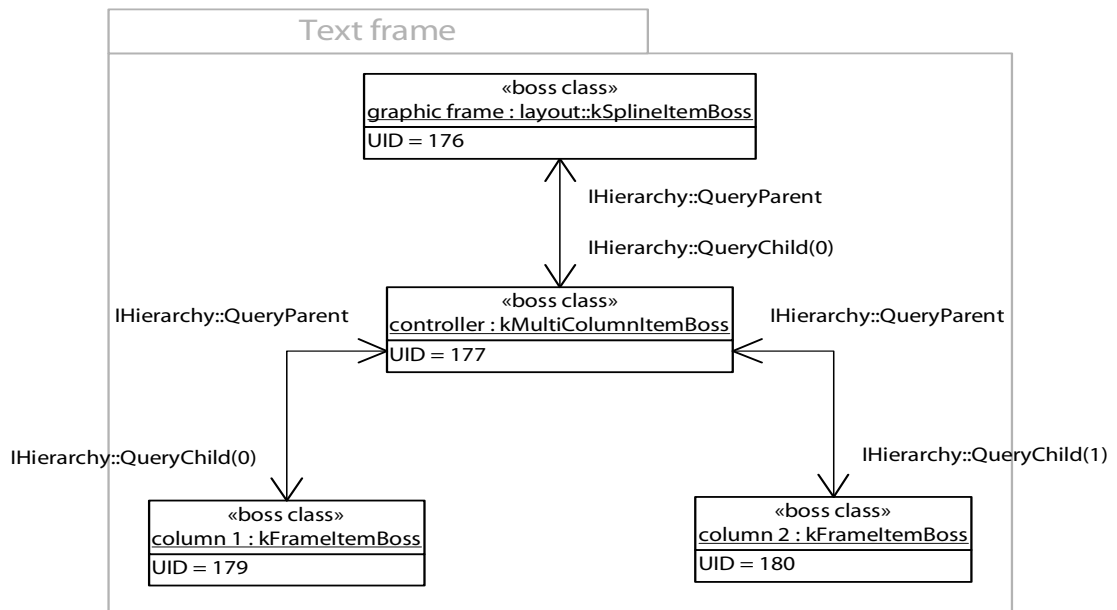 Text frame
«boss class»
graphic frame : layout::kSplineItemBoss
UID = 176
IHierarchy::QueryParent
IHierarchy::QueryChild(0)
«boss class»
controller : kMultiColumnItemBoss
UID = 177
IHierarchy::QueryParent
IHierarchy::QueryParent
IHierarchy::QueryChild(0)
IHierarchy::QueryChild(1)
«boss class»
column 1 : kFrameItemBoss
UID = 179
«boss class»
column 2 : kFrameItemBoss
UID = 180